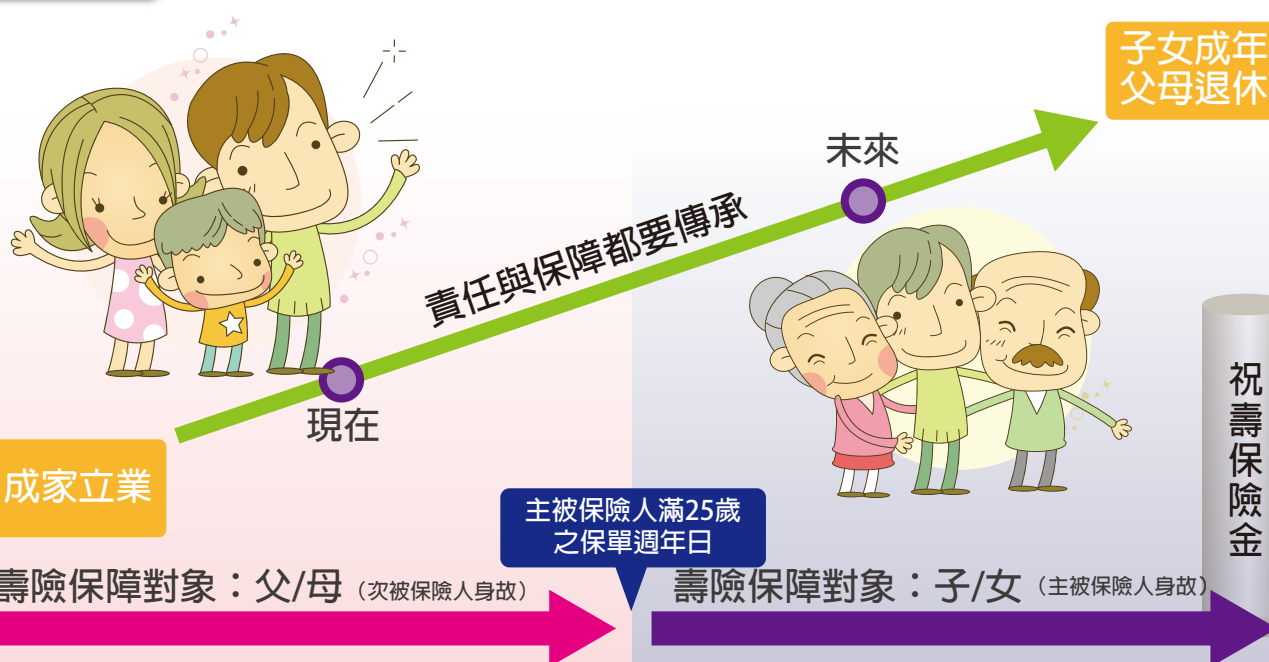 子女成年
父母退休
未來
責任與保障都要傳承
現在
成家立業
祝壽保險金
主被保險人滿25歲
之保單週年日
壽險保障對象：父/母（次被保險人身故）
壽險保障對象：子/女（主被保險人身故）